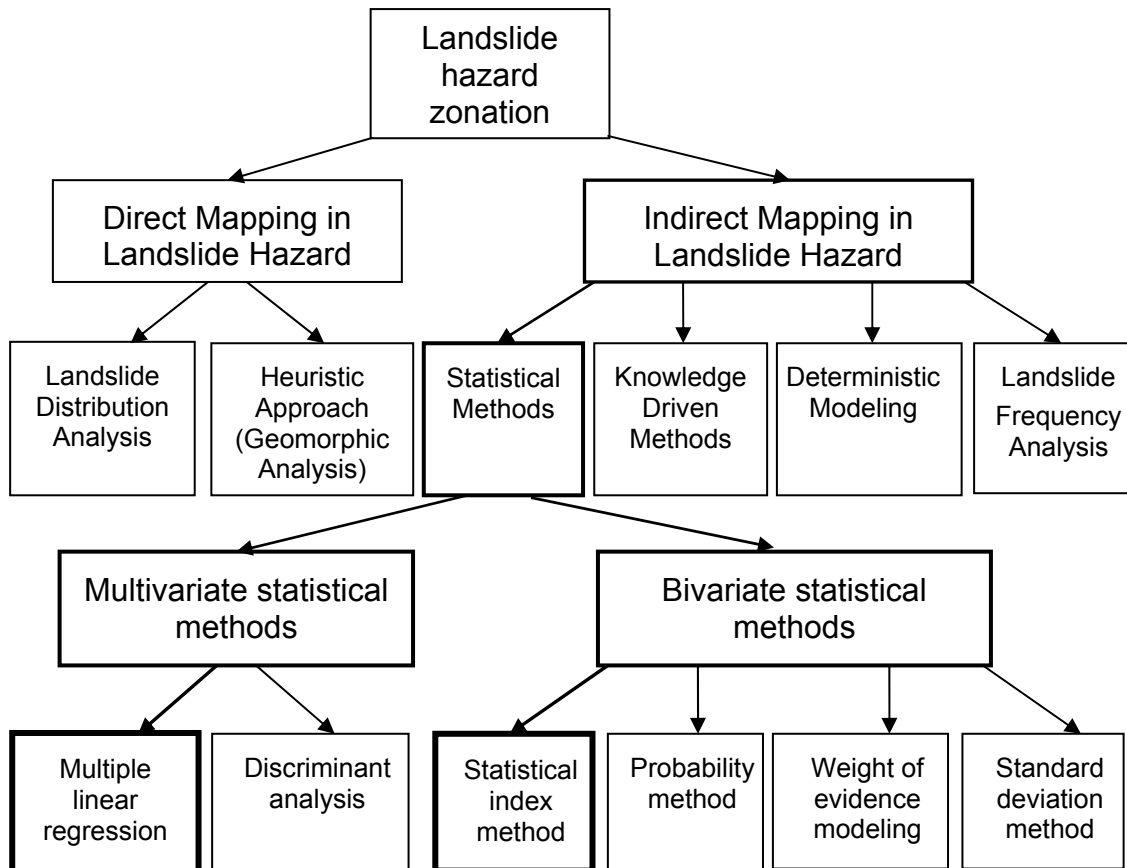 Landslide
hazard
zonation
Direct Mapping in
Landslide Hazard
Indirect Mapping in
Landslide Hazard
Landslide
Distribution
Analysis
Heuristic
Approach
(Geomorphic
Analysis)
Statistical
Methods
Knowledge
Driven
Methods
Deterministic
Modeling
Landslide
Frequency
Analysis
Multivariate statistical
methods
Bivariate statistical
methods
Multiple
linear
regression
Discriminant
analysis
Statistical
index
method
Probability
method
Weight of
evidence
modeling
Standard
deviation
method